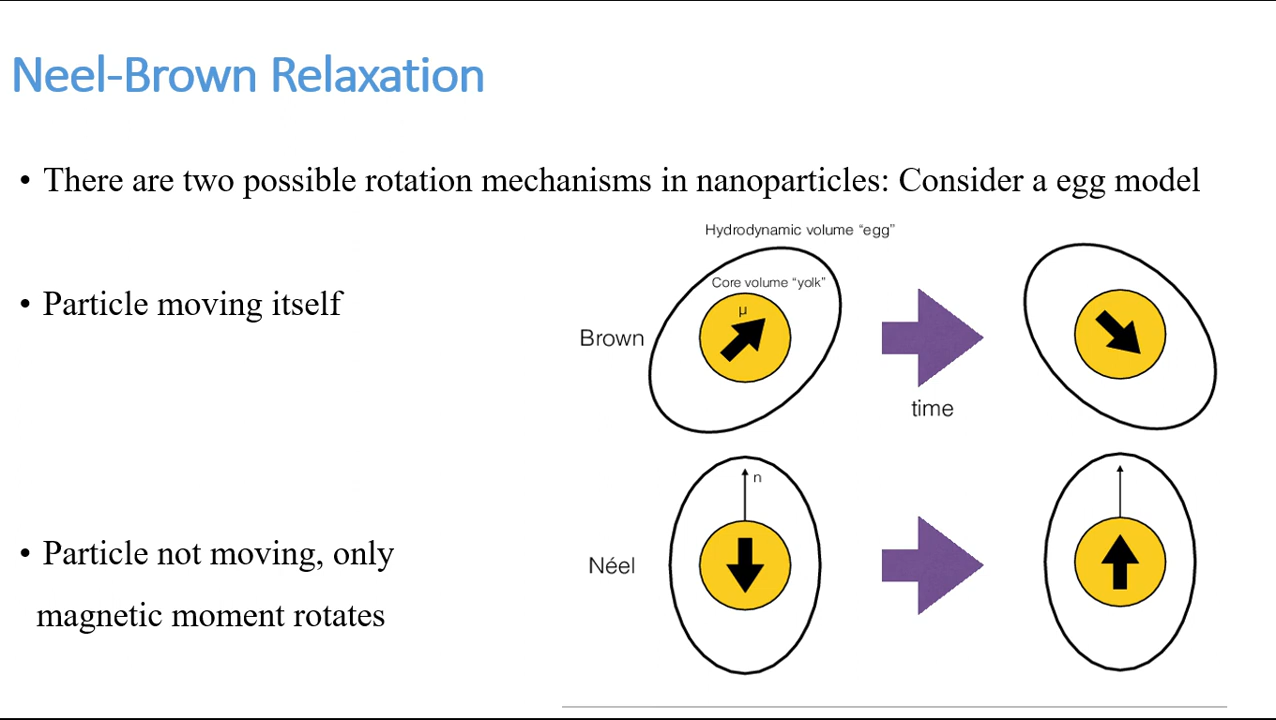 Neel-Brown Relaxation
• There are two possible rotation mechanisms in nanoparticles: Consider a egg model
Hydrodynamic volume “egg”
Core volume “yolk”
• Particle moving itself
μ
Brown
time
n
• Particle not moving, only
Néel
magnetic moment rotates